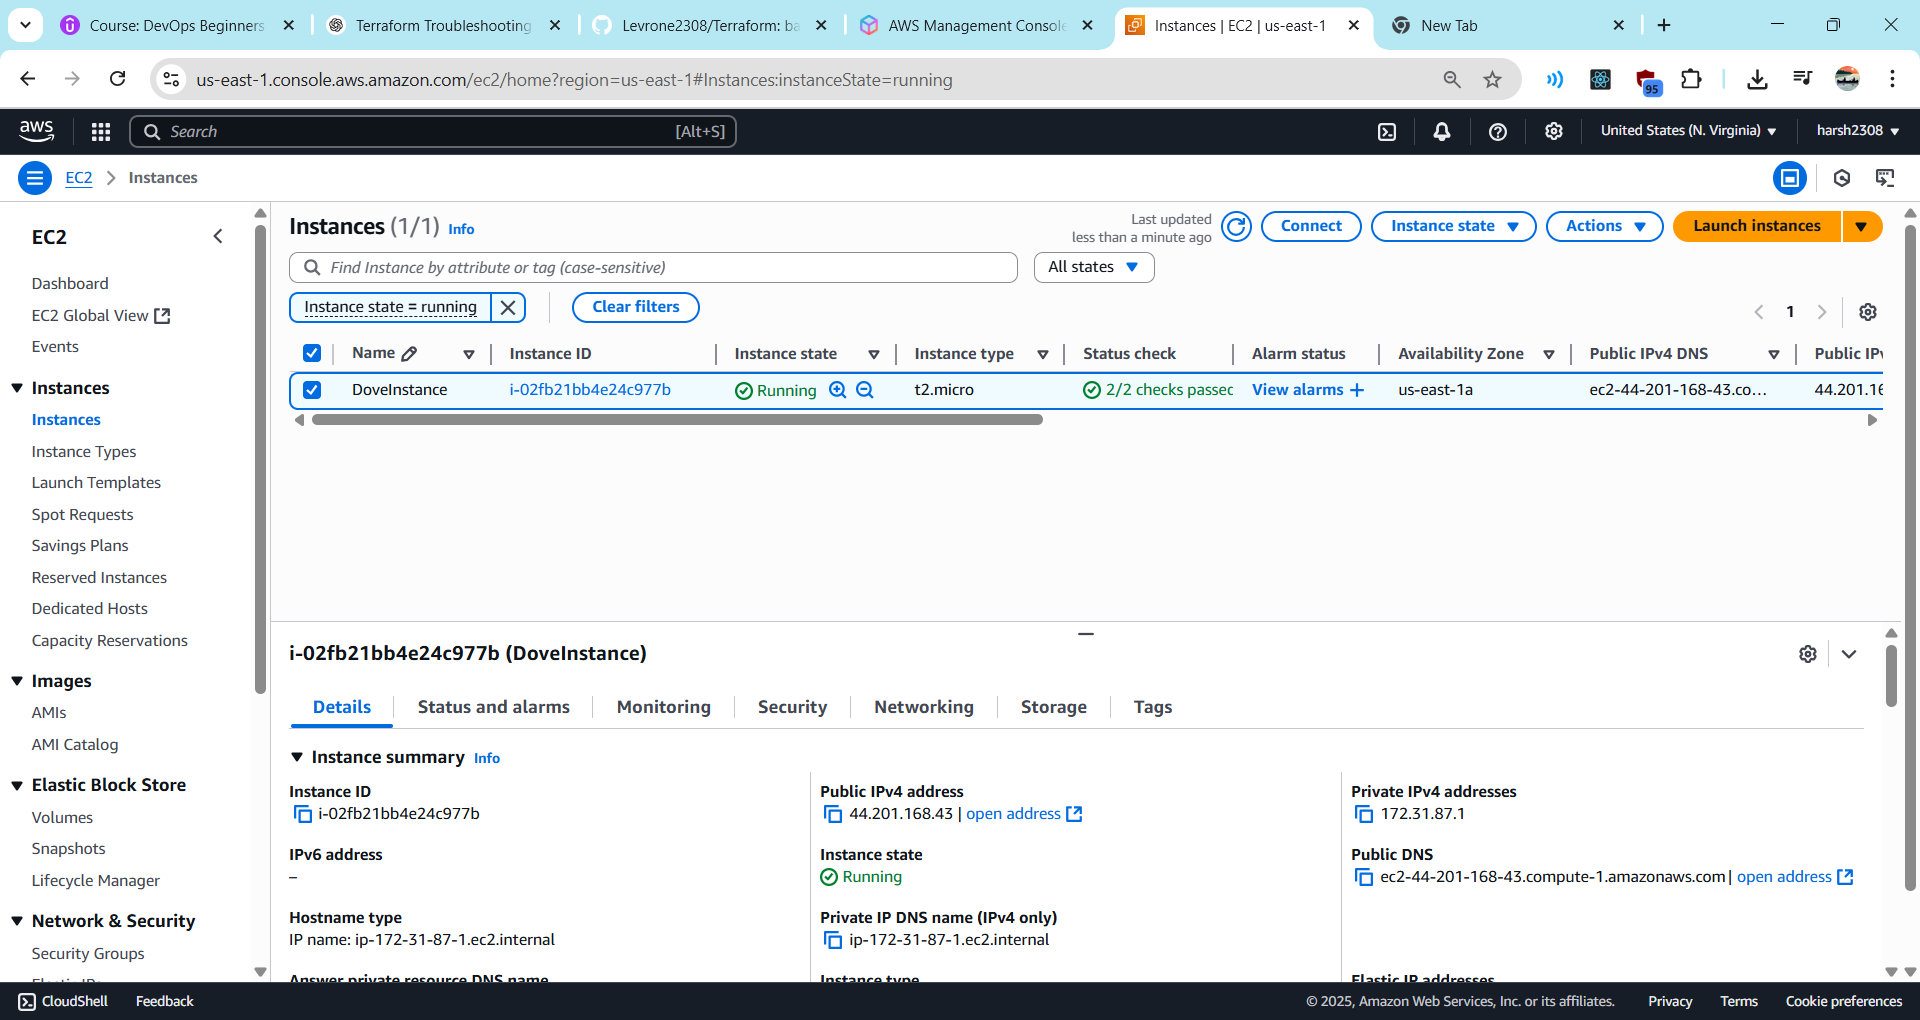 Course: DevOps Beginners
Terraform Troubleshooting
Levrone2308/Terraform: ba
AWS Management Console
Instances | EC2 | us-east-1
New Tab
us-east-1.console.aws.amazon.com/ec2/home?region=us-east-1#Instances:instanceState=running
95
aws
Search
[Alt+S]
United States (N. Virginia)
harsh2308
EC2
Instances
EC2
Dashboard
EC2 Global View
Events
Instances
Instances
Instance Types
Launch Templates
Spot Requests
Savings Plans
Reserved Instances
Dedicated Hosts
Capacity Reservations
Images
AMIs
AMI Catalog
Elastic Block Store
Volumes
Snapshots
Lifecycle Manager
Network & Security
Security Groups
Instances (1/1) Info
Last updated
less than a minute ago
Connect
Instance state
Actions
Launch instances
Find Instance by attribute or tag (case-sensitive)
All states
Instance state = running
Clear filters
1
Name Instance ID Instance state Instance type Status check Alarm status Availability Zone Public IPv4 DNS Public IPv
DoveInstance i-02fb21bb4e24c977b Running t2.micro 2/2 checks passec View alarms + us-east-1a ec2-44-201-168-43.co... 44.201.16
i-02fb21bb4e24c977b (DoveInstance)
Details Status and alarms Monitoring Security Networking Storage Tags
Instance summary Info
Instance ID
i-02fb21bb4e24c977b
Public IPv4 address
44.201.168.43 | open address
Private IPv4 addresses
172.31.87.1
IPv6 address
–
Instance state
Running
Public DNS
ec2-44-201-168-43.compute-1.amazonaws.com | open address
Hostname type
IP name: ip-172-31-87-1.ec2.internal
Private IP DNS name (IPv4 only)
ip-172-31-87-1.ec2.internal
Answer private resource DNS name
Instance type
Elastic IP addresses
CloudShell
Feedback
© 2025, Amazon Web Services, Inc. or its affiliates.
Privacy
Terms
Cookie preferences